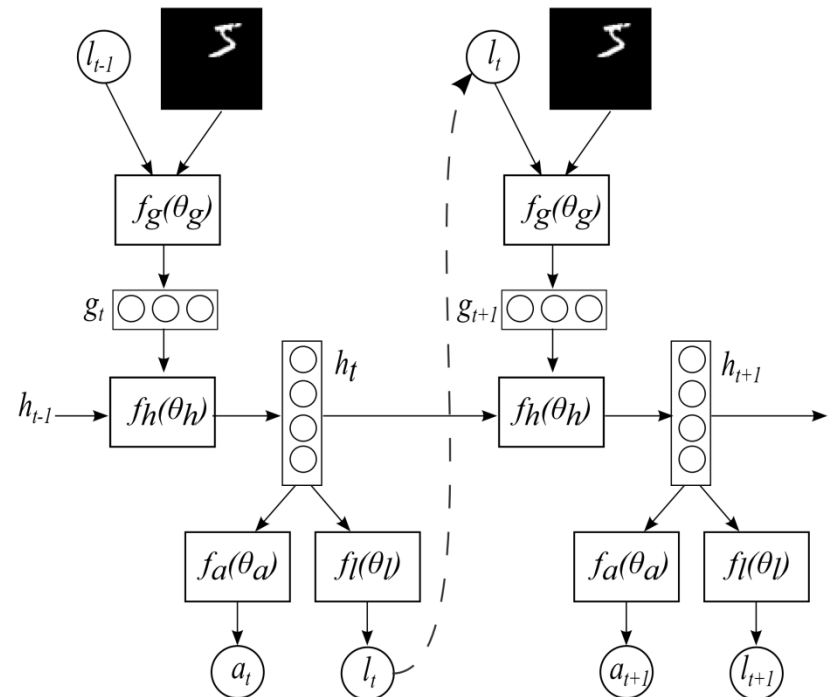 l_{t-1} l_t
f_g(θ_g) f_g(θ_g)
g_t g_{t+1}
h_t h_{t+1}
h_{t-1} f_h(θ_h) f_h(θ_h)
f_a(θ_a) f_l(θ_l) f_a(θ_a) f_l(θ_l)
a_t l_t a_{t+1} l_{t+1}